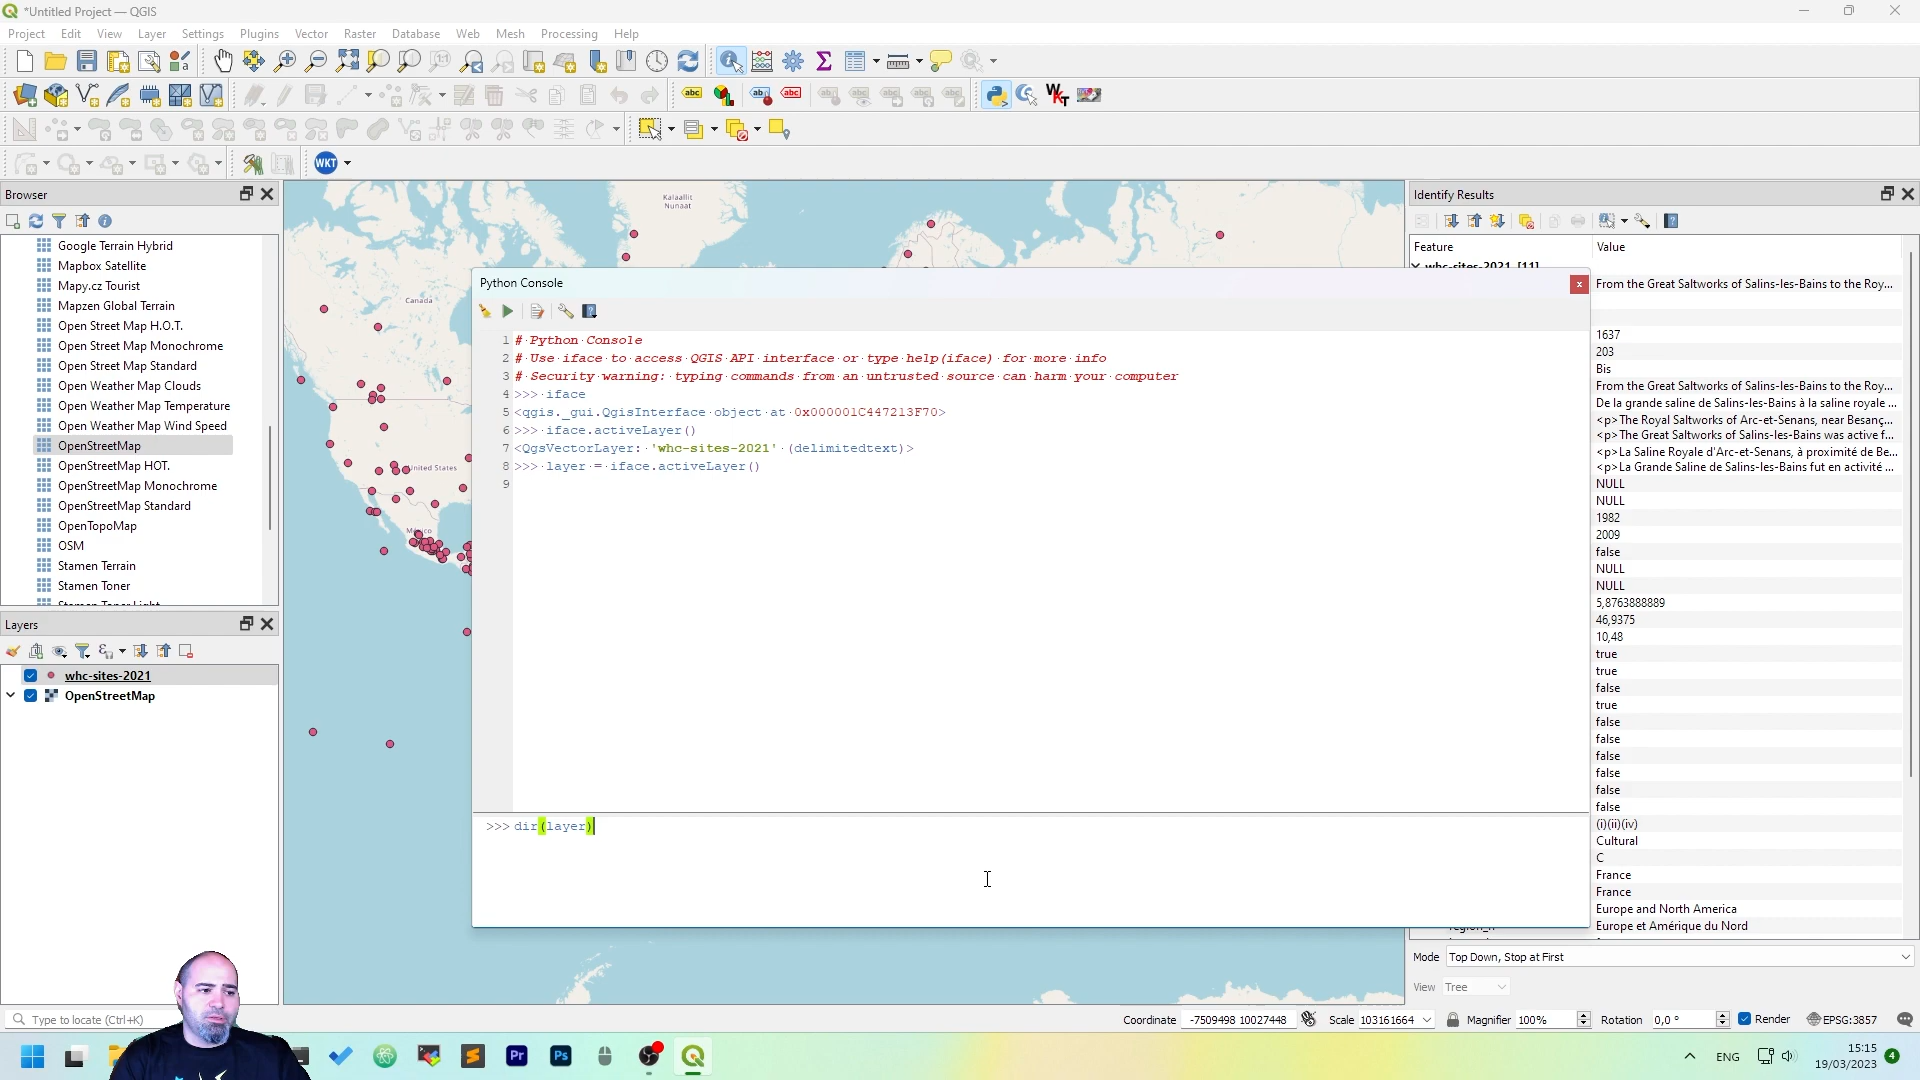 *Untitled Project — QGIS
Project Edit View Layer Settings Plugins Vector Raster Database Web Mesh Processing Help
Browser
Google Terrain Hybrid
Mapbox Satellite
Mapy.cz Tourist
Mapzen Global Terrain
Open Street Map H.O.T.
Open Street Map Monochrome
Open Street Map Standard
Open Weather Map Clouds
Open Weather Map Temperature
Open Weather Map Wind Speed
OpenStreetMap
OpenStreetMap HOT.
OpenStreetMap Monochrome
OpenStreetMap Standard
OpenTopoMap
OSM
Stamen Terrain
Stamen Toner
Stamen Toner Light
Layers
whc-sites-2021
OpenStreetMap
Type to locate (Ctrl+K)
Kalaallit
Nunaat
Canada
United States
México
Python Console
1 # Python Console
2 # Use iface to access QGIS API interface or type help(iface) for more info
3 # Security warning: typing commands from an untrusted source can harm your computer
4 >>> iface
5 <qgis._gui.QgisInterface object at 0x000001C447213F70>
6 >>> iface.activeLayer()
7 <QgsVectorLayer: 'whc-sites-2021' (delimitedtext)>
8 >>> layer = iface.activeLayer()
9
>>> dir(layer)
Identify Results
Feature Value
whc-sites-2021 [11]
From the Great Saltworks of Salins-les-Bains to the Roy...
1637
203
Bis
From the Great Saltworks of Salins-les-Bains to the Roy...
De la grande saline de Salins-les-Bains à la saline royale ...
<p>The Royal Saltworks of Arc-et-Senans, near Besanç...
<p>The Great Saltworks of Salins-les-Bains was active f...
<p>La Saline Royale d'Arc-et-Senans, à proximité de Be...
<p>La Grande Saline de Salins-les-Bains fut en activité ...
NULL
NULL
1982
2009
false
NULL
NULL
5,8763888889
46,9375
10,48
true
true
false
true
false
false
false
false
false
false
(i)(ii)(iv)
Cultural
C
France
France
Europe and North America
Europe et Amérique du Nord
Mode Top Down, Stop at First
View Tree
Coordinate -7509498 10027448 Scale 103161664 Magnifier 100% Rotation 0,0 ° Render EPSG:3857
ENG
15:15
19/03/2023
4